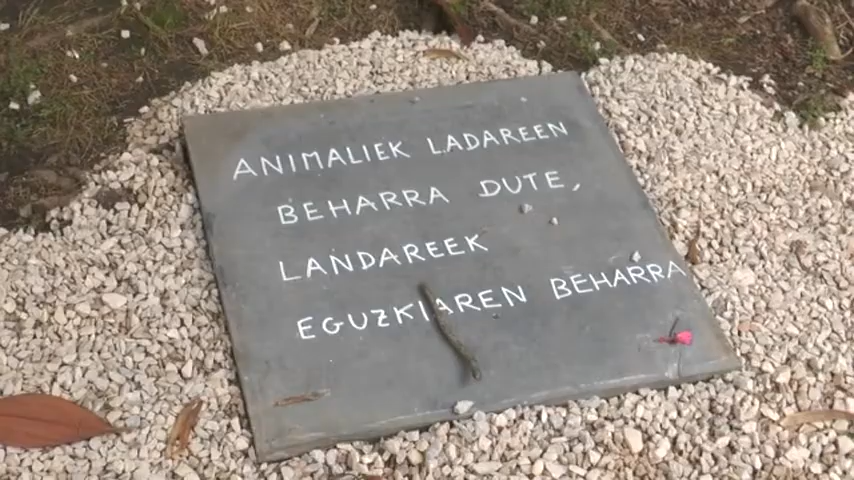 ANIMALIEK LADAREEN
BEHARRA DUTE,
LANDAREEK
EGUZKIAREN BEHARRA